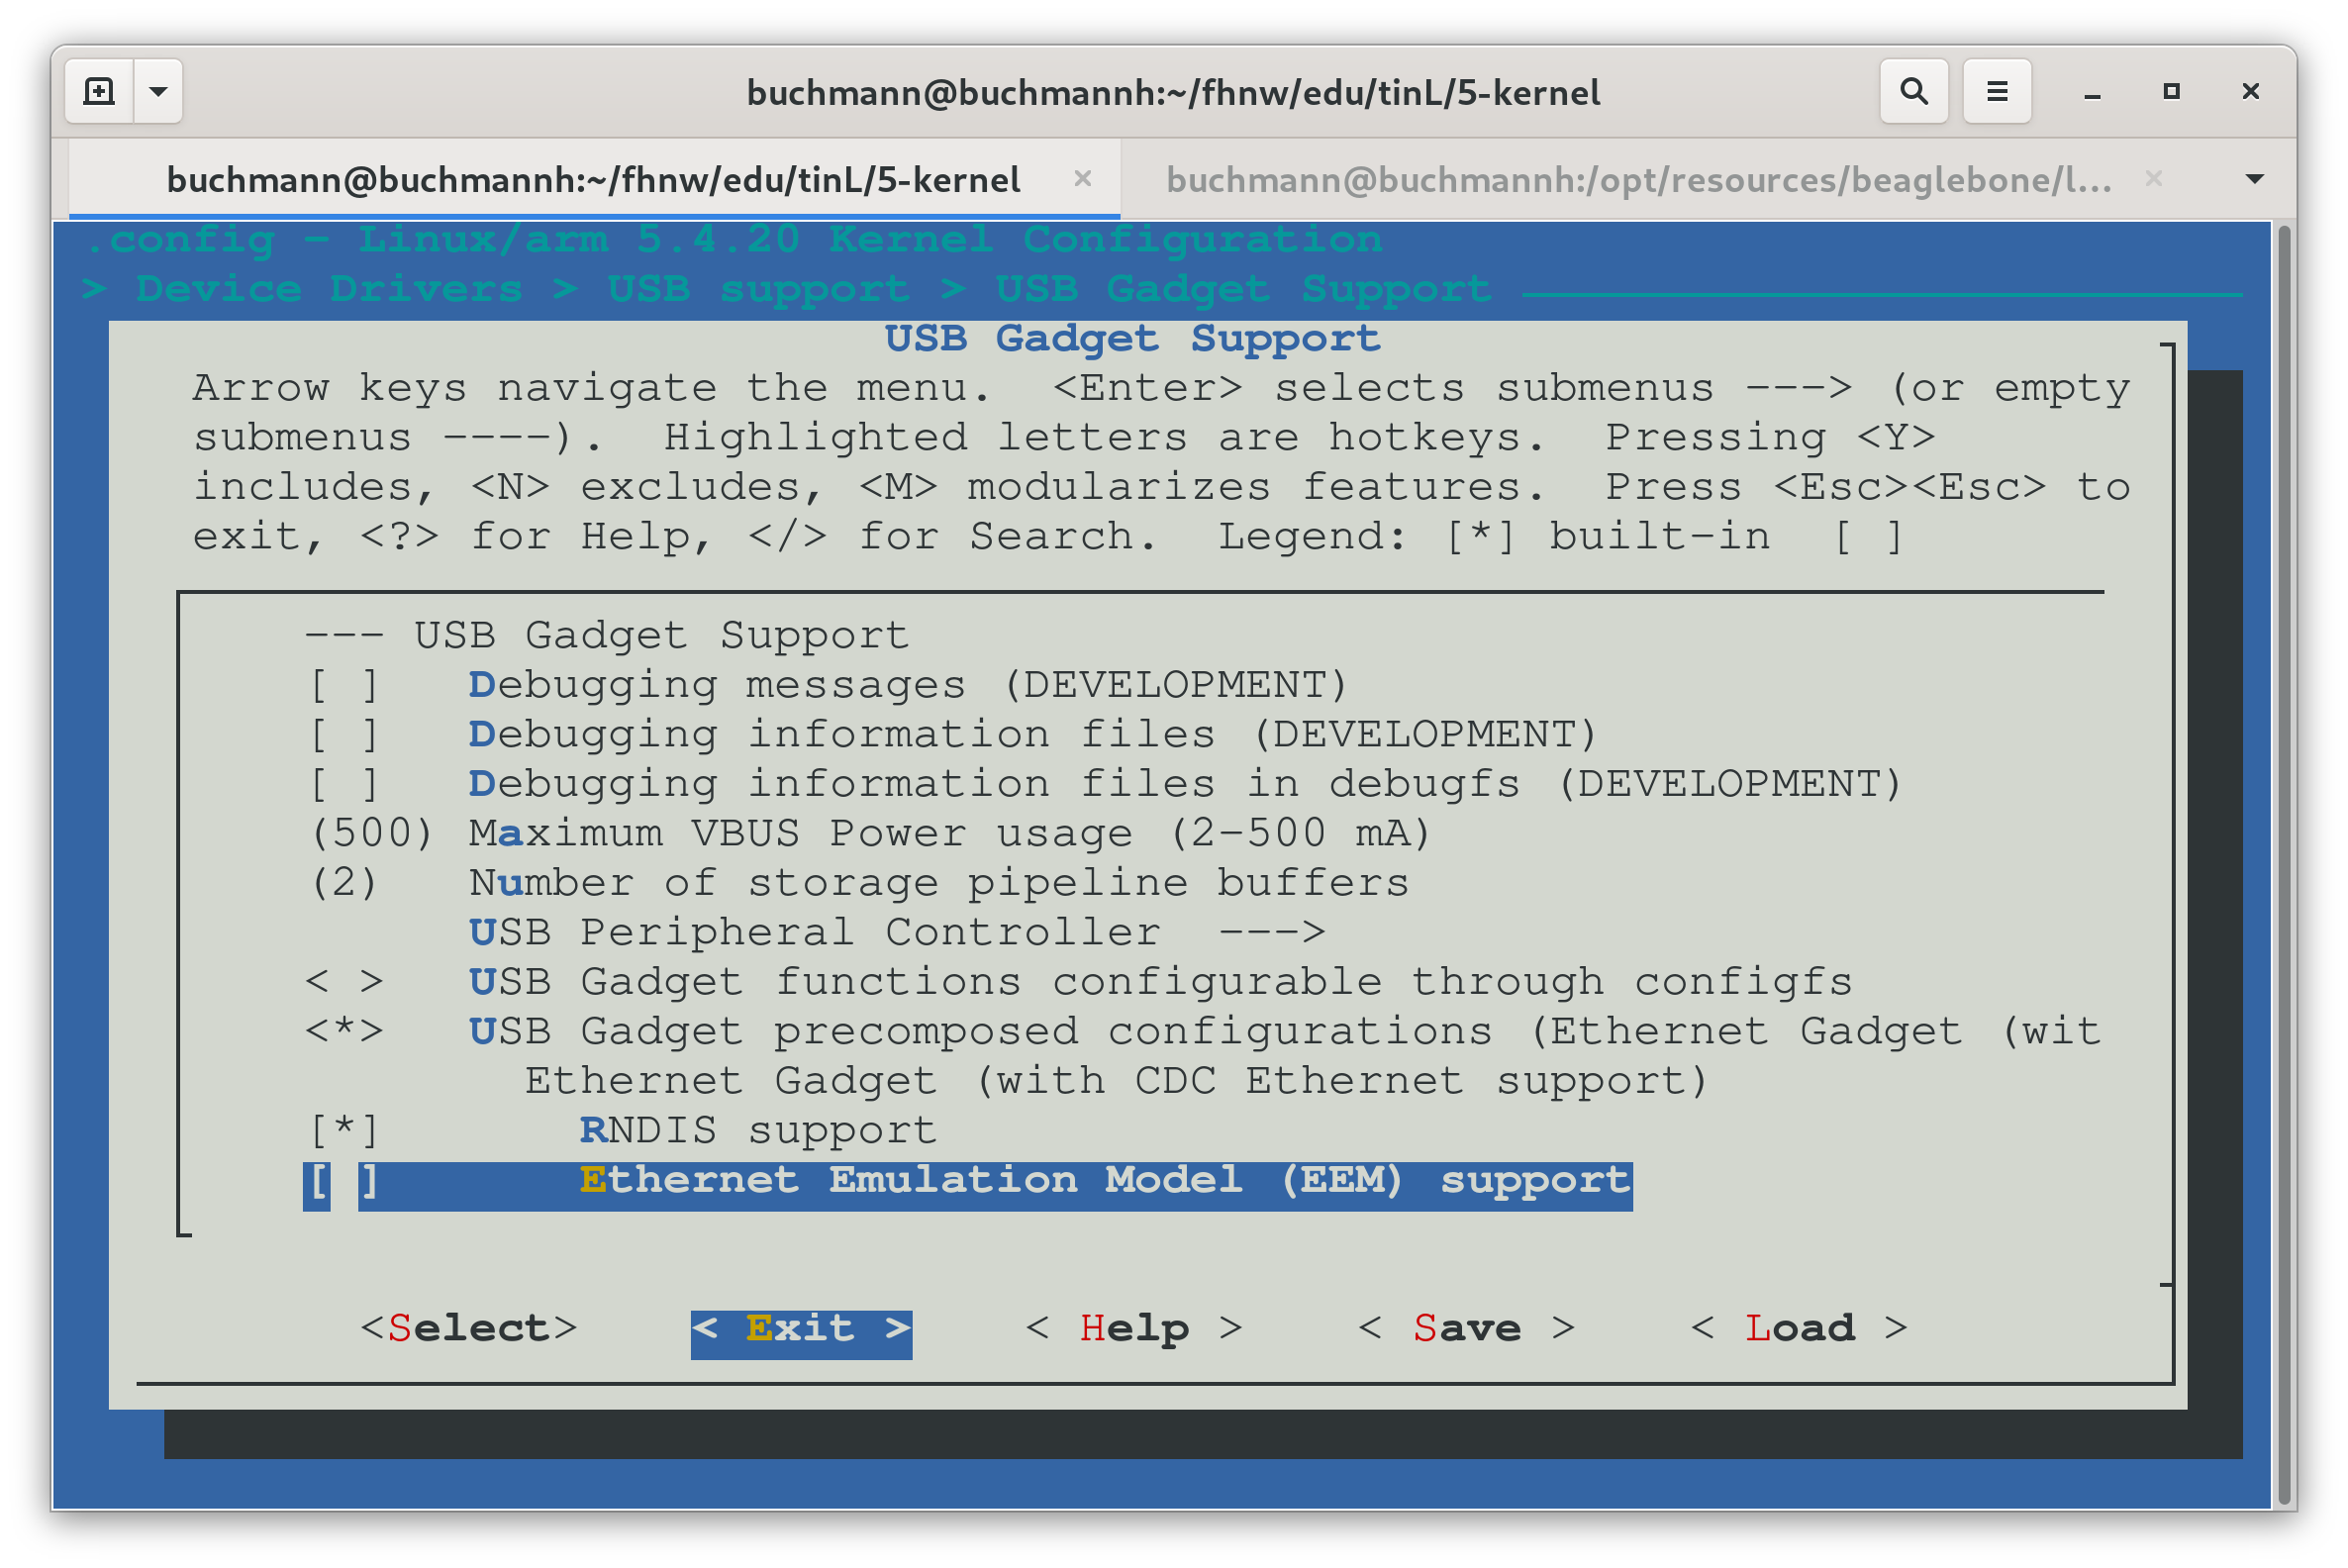 buchmann@buchmannh:~/fhnw/edu/tinL/5-kernel
buchmann@buchmannh:~/fhnw/edu/tinL/5-kernel
buchmann@buchmannh:/opt/resources/beaglebone/l...
.config - Linux/arm 5.4.20 Kernel Configuration
> Device Drivers > USB support > USB Gadget Support
USB Gadget Support
Arrow keys navigate the menu.  <Enter> selects submenus ---> (or empty
submenus ----).  Highlighted letters are hotkeys.  Pressing <Y>
includes, <N> excludes, <M> modularizes features.  Press <Esc><Esc> to
exit, <?> for Help, </> for Search.  Legend: [*] built-in  [ ]
--- USB Gadget Support
[ ]   Debugging messages (DEVELOPMENT)
[ ]   Debugging information files (DEVELOPMENT)
[ ]   Debugging information files in debugfs (DEVELOPMENT)
(500) Maximum VBUS Power usage (2-500 mA)
(2)   Number of storage pipeline buffers
USB Peripheral Controller  --->
< >   USB Gadget functions configurable through configfs
<*>   USB Gadget precomposed configurations (Ethernet Gadget (wit
Ethernet Gadget (with CDC Ethernet support)
[*]       RNDIS support
[ ]       Ethernet Emulation Model (EEM) support
<Select>    < Exit >    < Help >    < Save >    < Load >